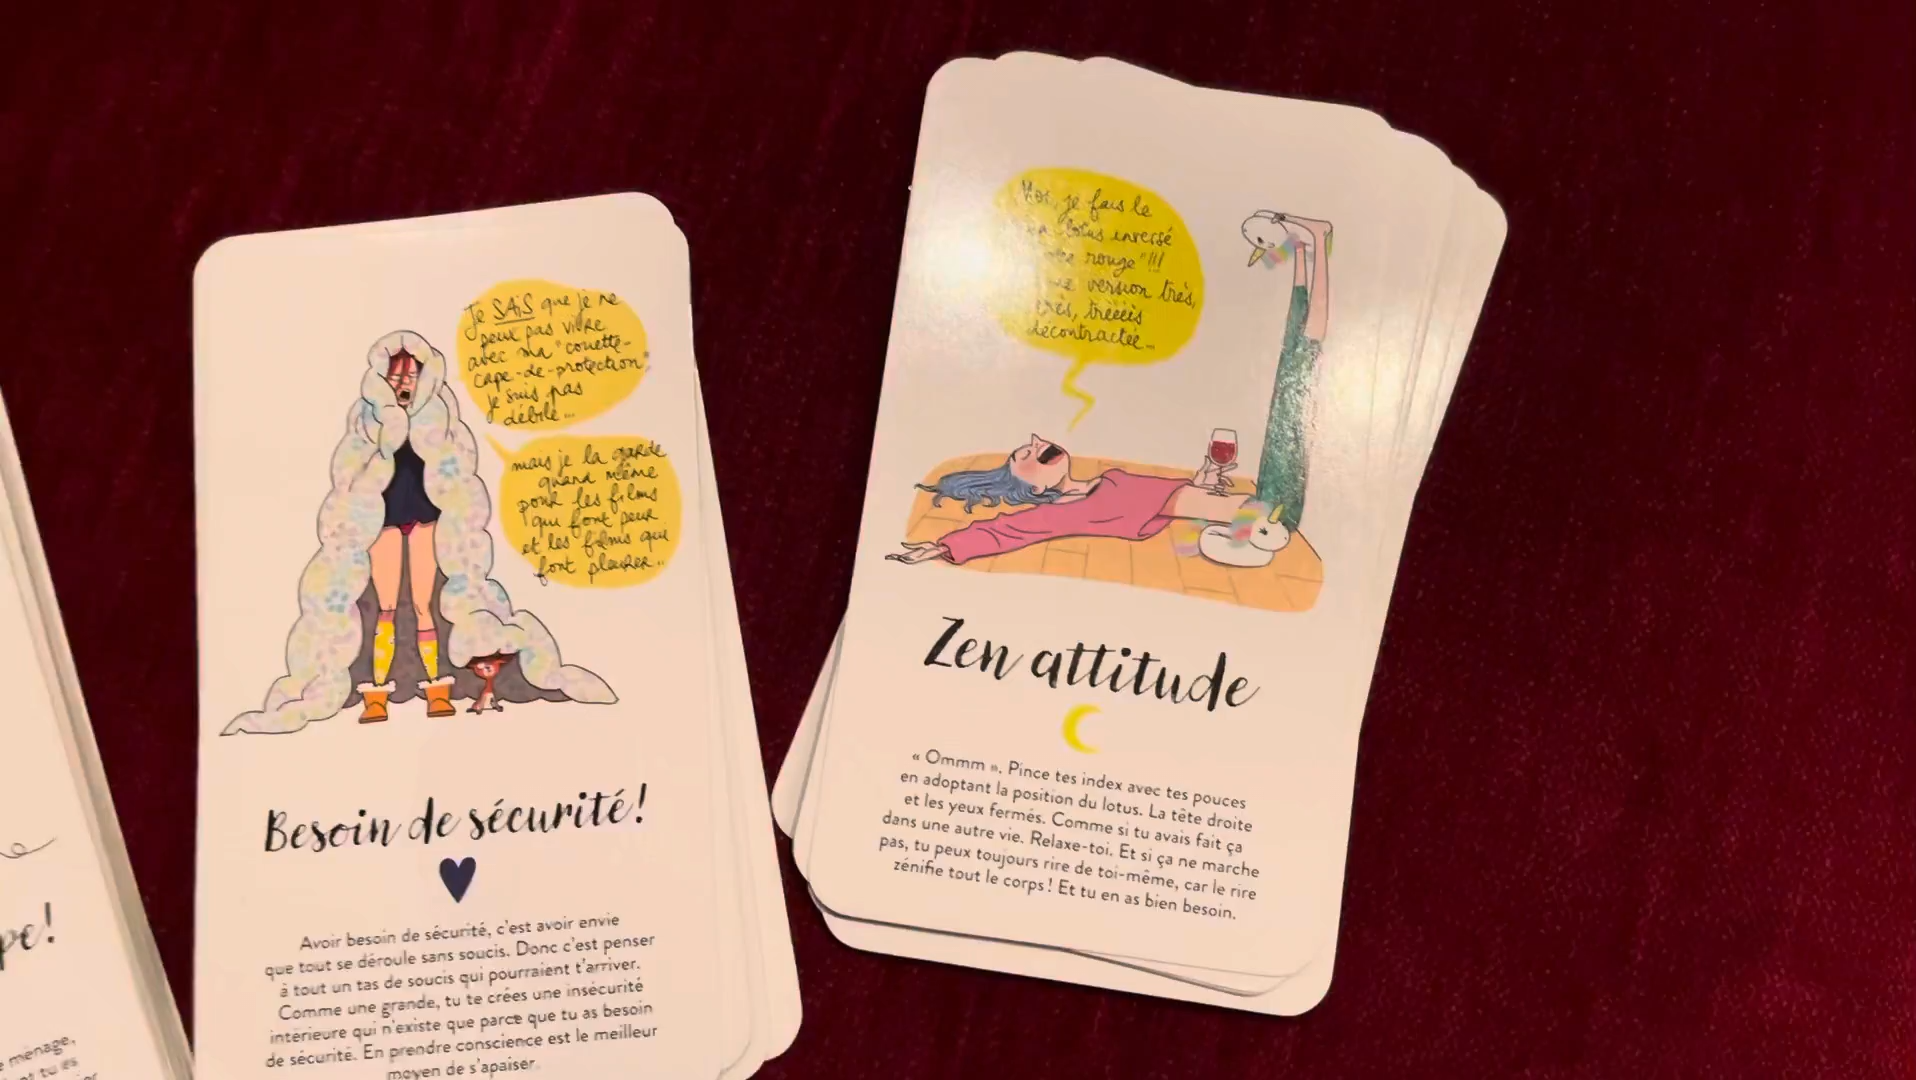 pe!
ménage,
tu es
Je SAIS que je ne
peux pas vivre
avec ma "couette-
cape-de-protection",
je suis pas
débile...
mais je la garde
quand même
pour les films
qui font peur
et les films qui
font pleurer...
Besoin de sécurité!
Avoir besoin de sécurité, c'est avoir envie
que tout se déroule sans soucis. Donc c'est penser
à tout un tas de soucis qui pourraient t'arriver.
Comme une grande, tu te crées une insécurité
intérieure qui n'existe que parce que tu as besoin
de sécurité. En prendre conscience est le meilleur
moyen de s'apaiser.
Moi, je fais le
lotus inversé
rouge"!!!
version très,
très, trèèèès
décontractée...
Zen attitude
« Ommm ». Pince tes index avec tes pouces
en adoptant la position du lotus. La tête droite
et les yeux fermés. Comme si tu avais fait ça
dans une autre vie. Relaxe-toi. Et si ça ne marche
pas, tu peux toujours rire de toi-même, car le rire
zénifie tout le corps! Et tu en as bien besoin.